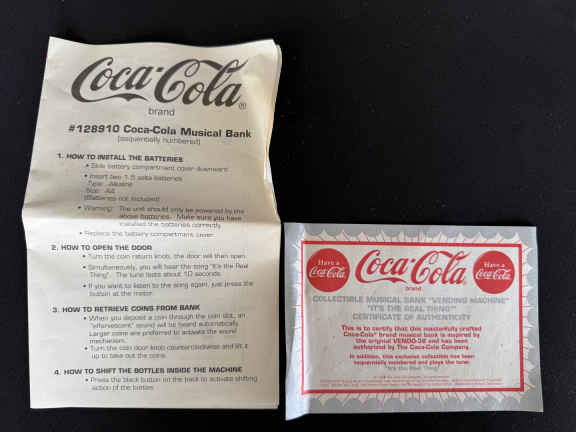 Coca-Cola®
brand
#128910 Coca-Cola Musical Bank
(sequentially numbered)
1. HOW TO INSTALL THE BATTERIES
• Slide battery compartment cover downward
• Insert two 1.5 volts batteries
Type: Alkaline
Size: AA
(Batteries not included)
• Warning: The unit should only be powered by the
above batteries. Make sure you have
installed the batteries correctly.
• Replace the battery compartment cover.
2. HOW TO OPEN THE DOOR
• Turn the coin return knob, the door will then open.
• Simultaneously, you will hear the song "It's the Real
Thing". The tune lasts about 10 seconds.
• If you want to listen to the song again, just press the
button at the motor.
3. HOW TO RETRIEVE COINS FROM BANK
• When you deposit a coin through the coin slot, an
"effervescent" sound will be heard automatically.
Larger coins are preferred to activate the sound
mechanism.
• Turn the coin door knob counterclockwise and lift it
up to take out the coins.
4. HOW TO SHIFT THE BOTTLES INSIDE THE MACHINE
• Press the black button on the back to activate shifting
action of the bottles.
Have a
Coca-Cola
Coca-Cola®
brand
Have a
Coca-Cola
COLLECTIBLE MUSICAL BANK "VENDING MACHINE"
"IT'S THE REAL THING"
CERTIFICATE OF AUTHENTICITY
This is to certify that this masterfully crafted
Coca-Cola® brand musical bank is inspired by
the original VENDO-39 and has been
authorized by The Coca-Cola Company.
In addition, this exclusive collectible has been
sequentially numbered and plays the tune:
"It's the Real Thing"